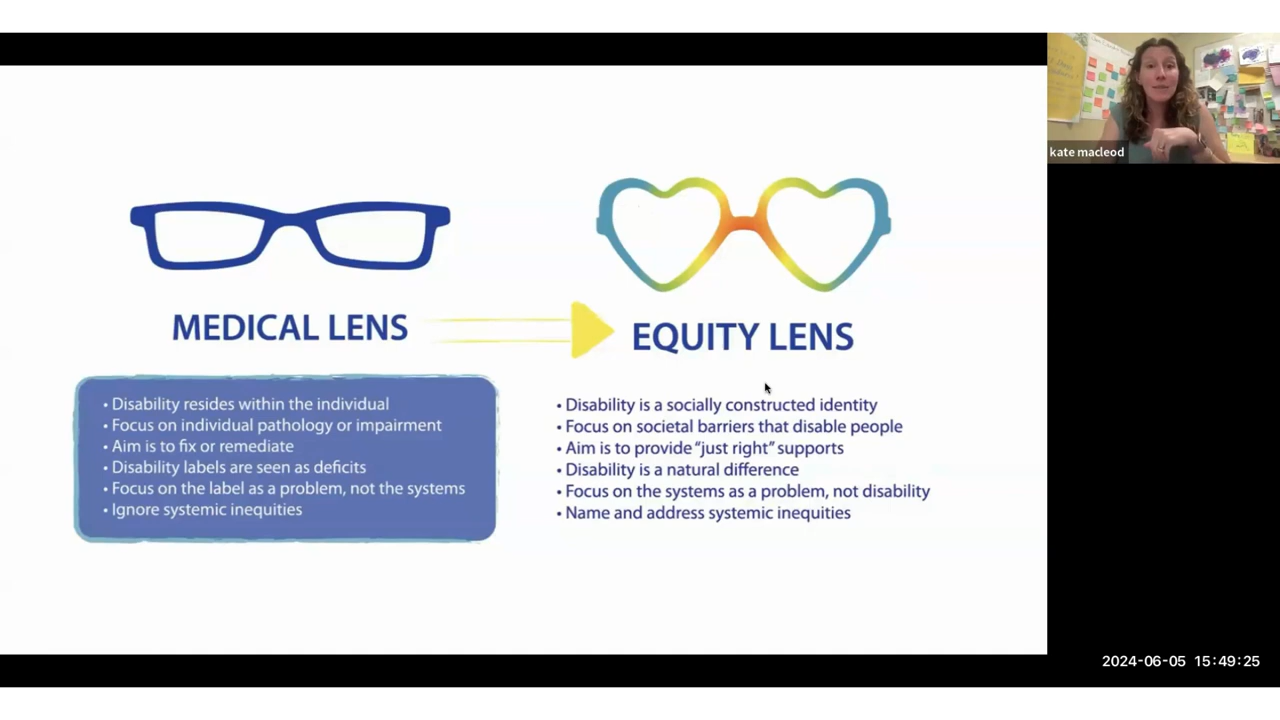 kate macleod
MEDICAL LENS
• Disability resides within the individual
• Focus on individual pathology or impairment
• Aim is to fix or remediate
• Disability labels are seen as deficits
• Focus on the label as a problem, not the systems
• Ignore systemic inequities
EQUITY LENS
• Disability is a socially constructed identity
• Focus on societal barriers that disable people
• Aim is to provide “just right” supports
• Disability is a natural difference
• Focus on the systems as a problem, not disability
• Name and address systemic inequities
2024-06-05 15:49:25